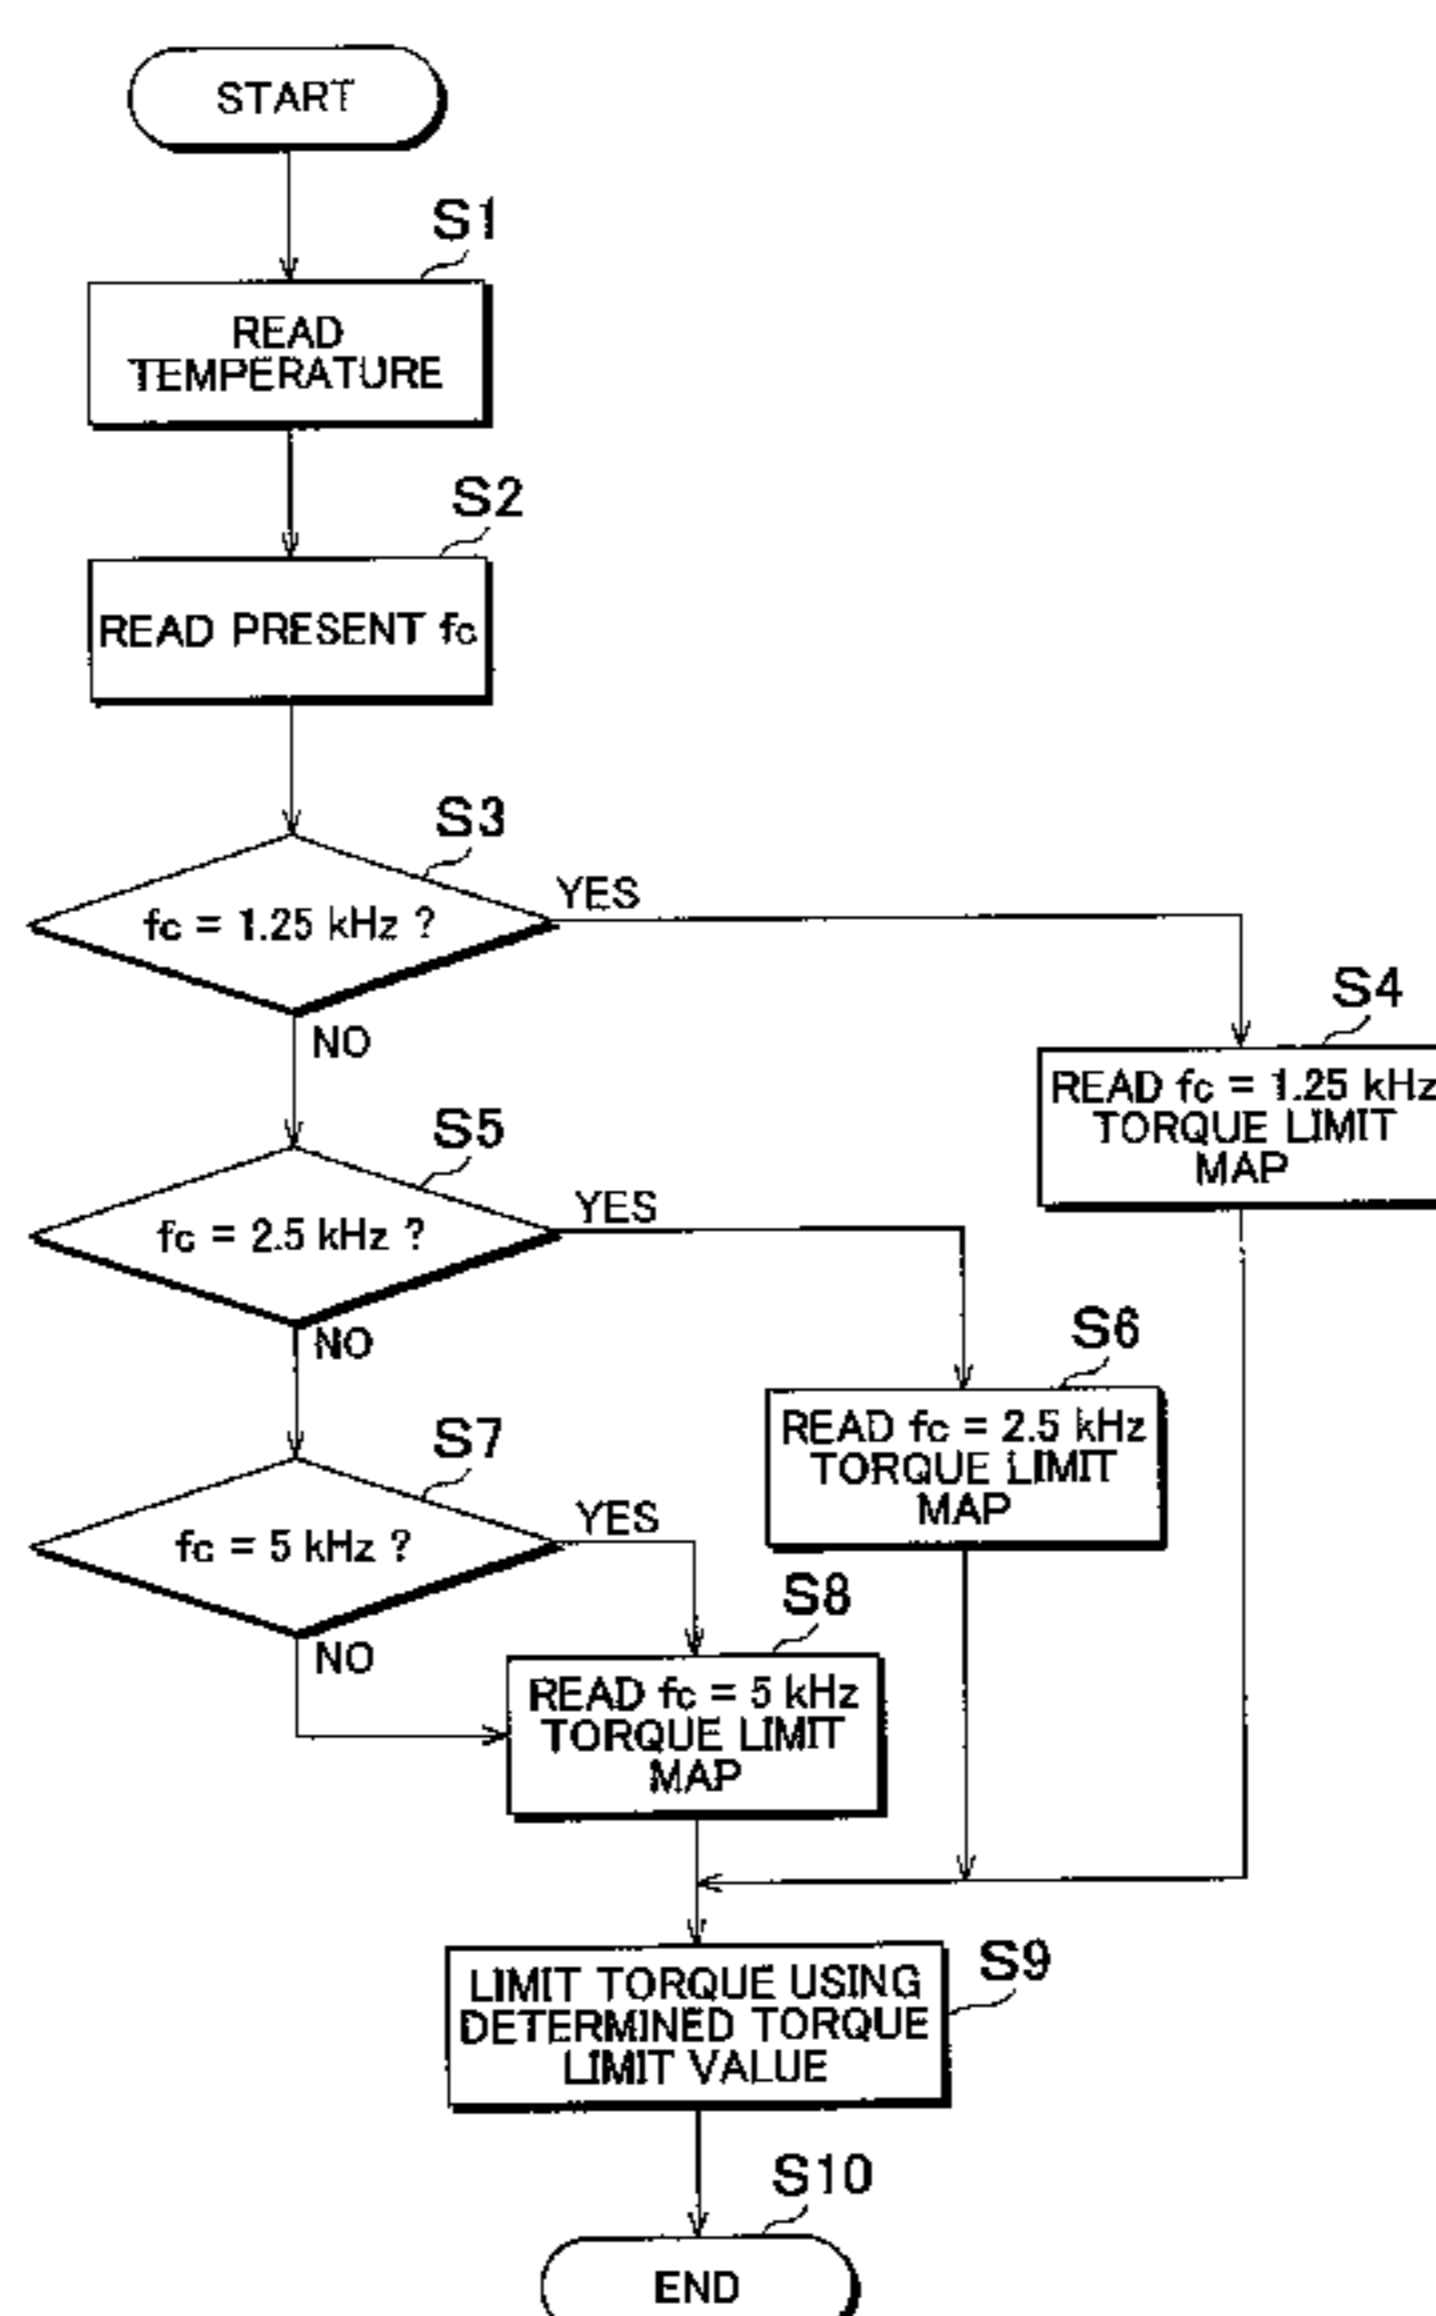 START
S1
READ
TEMPERATURE
S2
READ PRESENT fc
S3
fc = 1.25 kHz ?
YES
NO
S4
READ fc = 1.25 kHz
TORQUE LIMIT
MAP
S5
fc = 2.5 kHz ?
YES
NO
S6
READ fc = 2.5 kHz
TORQUE LIMIT
MAP
S7
fc = 5 kHz ?
YES
NO
S8
READ fc = 5 kHz
TORQUE LIMIT
MAP
S9
LIMIT TORQUE USING
DETERMINED TORQUE
LIMIT VALUE
S10
END